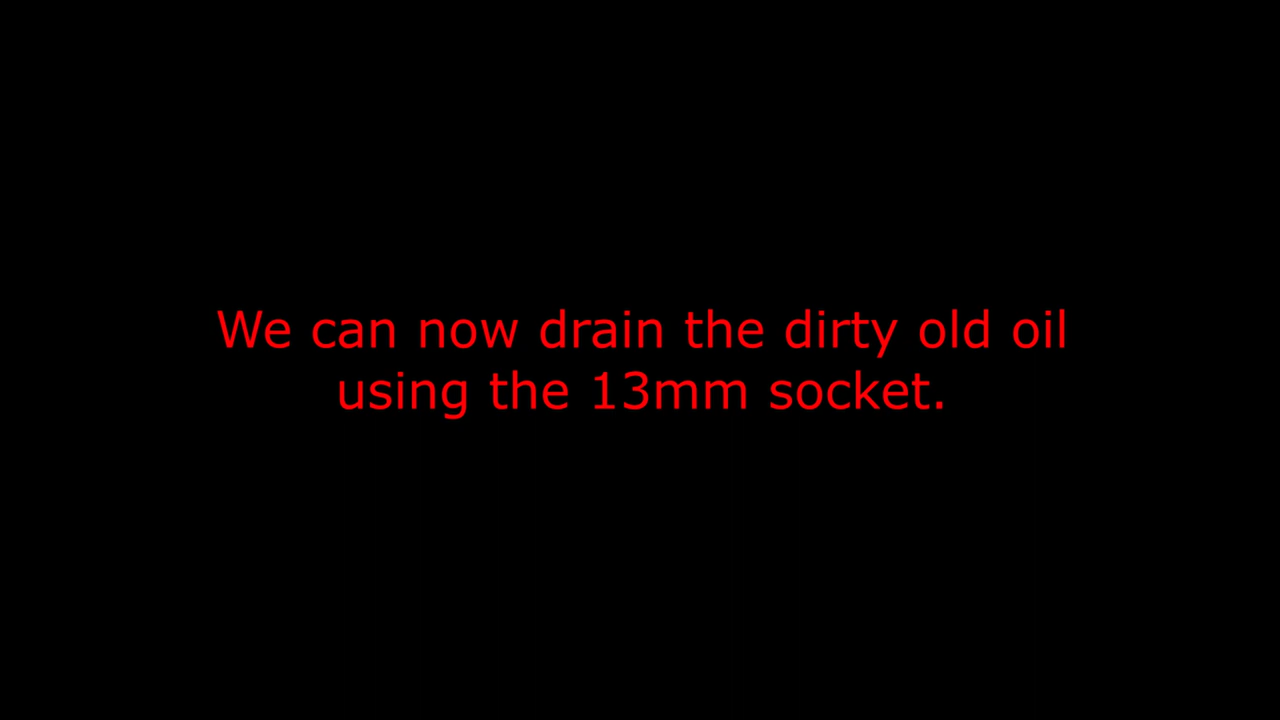 We can now drain the dirty old oil
using the 13mm socket.